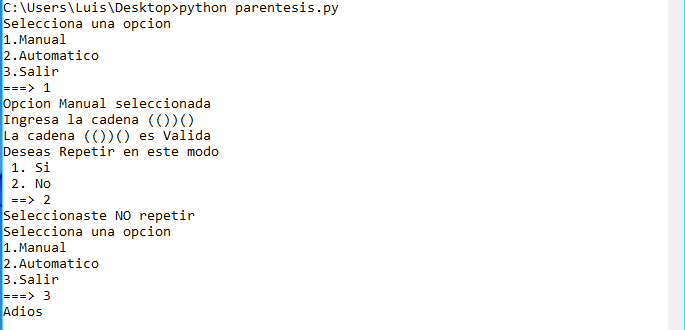 C:\Users\Luis\Desktop>python parentesis.py
Selecciona una opcion
1.Manual
2.Automatico
3.Salir
===> 1
Opcion Manual seleccionada
Ingresa la cadena (())()
La cadena (())() es Valida
Deseas Repetir en este modo
 1. Si
 2. No
 ==> 2
Seleccionaste NO repetir
Selecciona una opcion
1.Manual
2.Automatico
3.Salir
===> 3
Adios